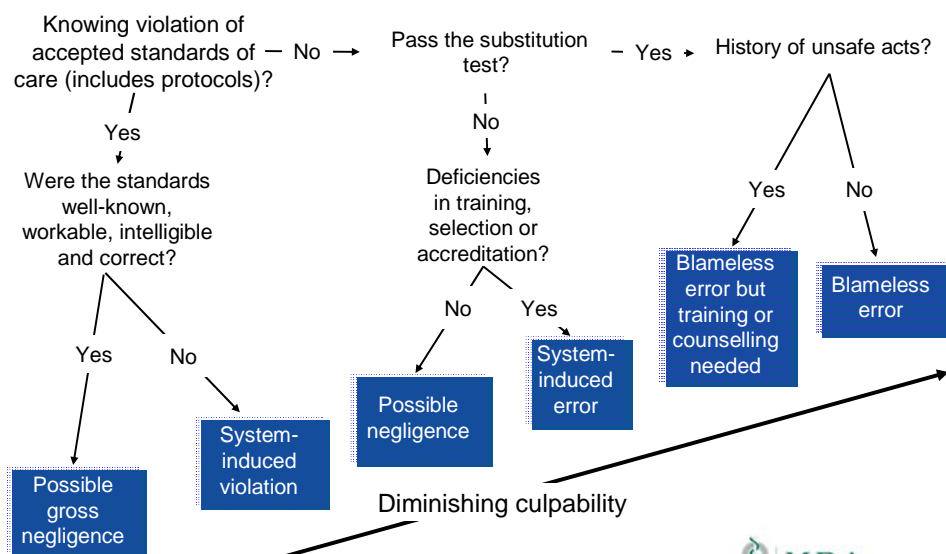 Knowing violation of
accepted standards of
care (includes protocols)?
No
Pass the substitution
test?
Yes
History of unsafe acts?
Yes
No
Were the standards
well-known,
workable, intelligible
and correct?
Deficiencies
in training,
selection or
accreditation?
Yes
No
Blameless
error but
training or
counselling
needed
Blameless
error
No
Yes
Yes
No
System-
induced
error
Possible
negligence
System-
induced
violation
Possible
gross
negligence
Diminishing culpability